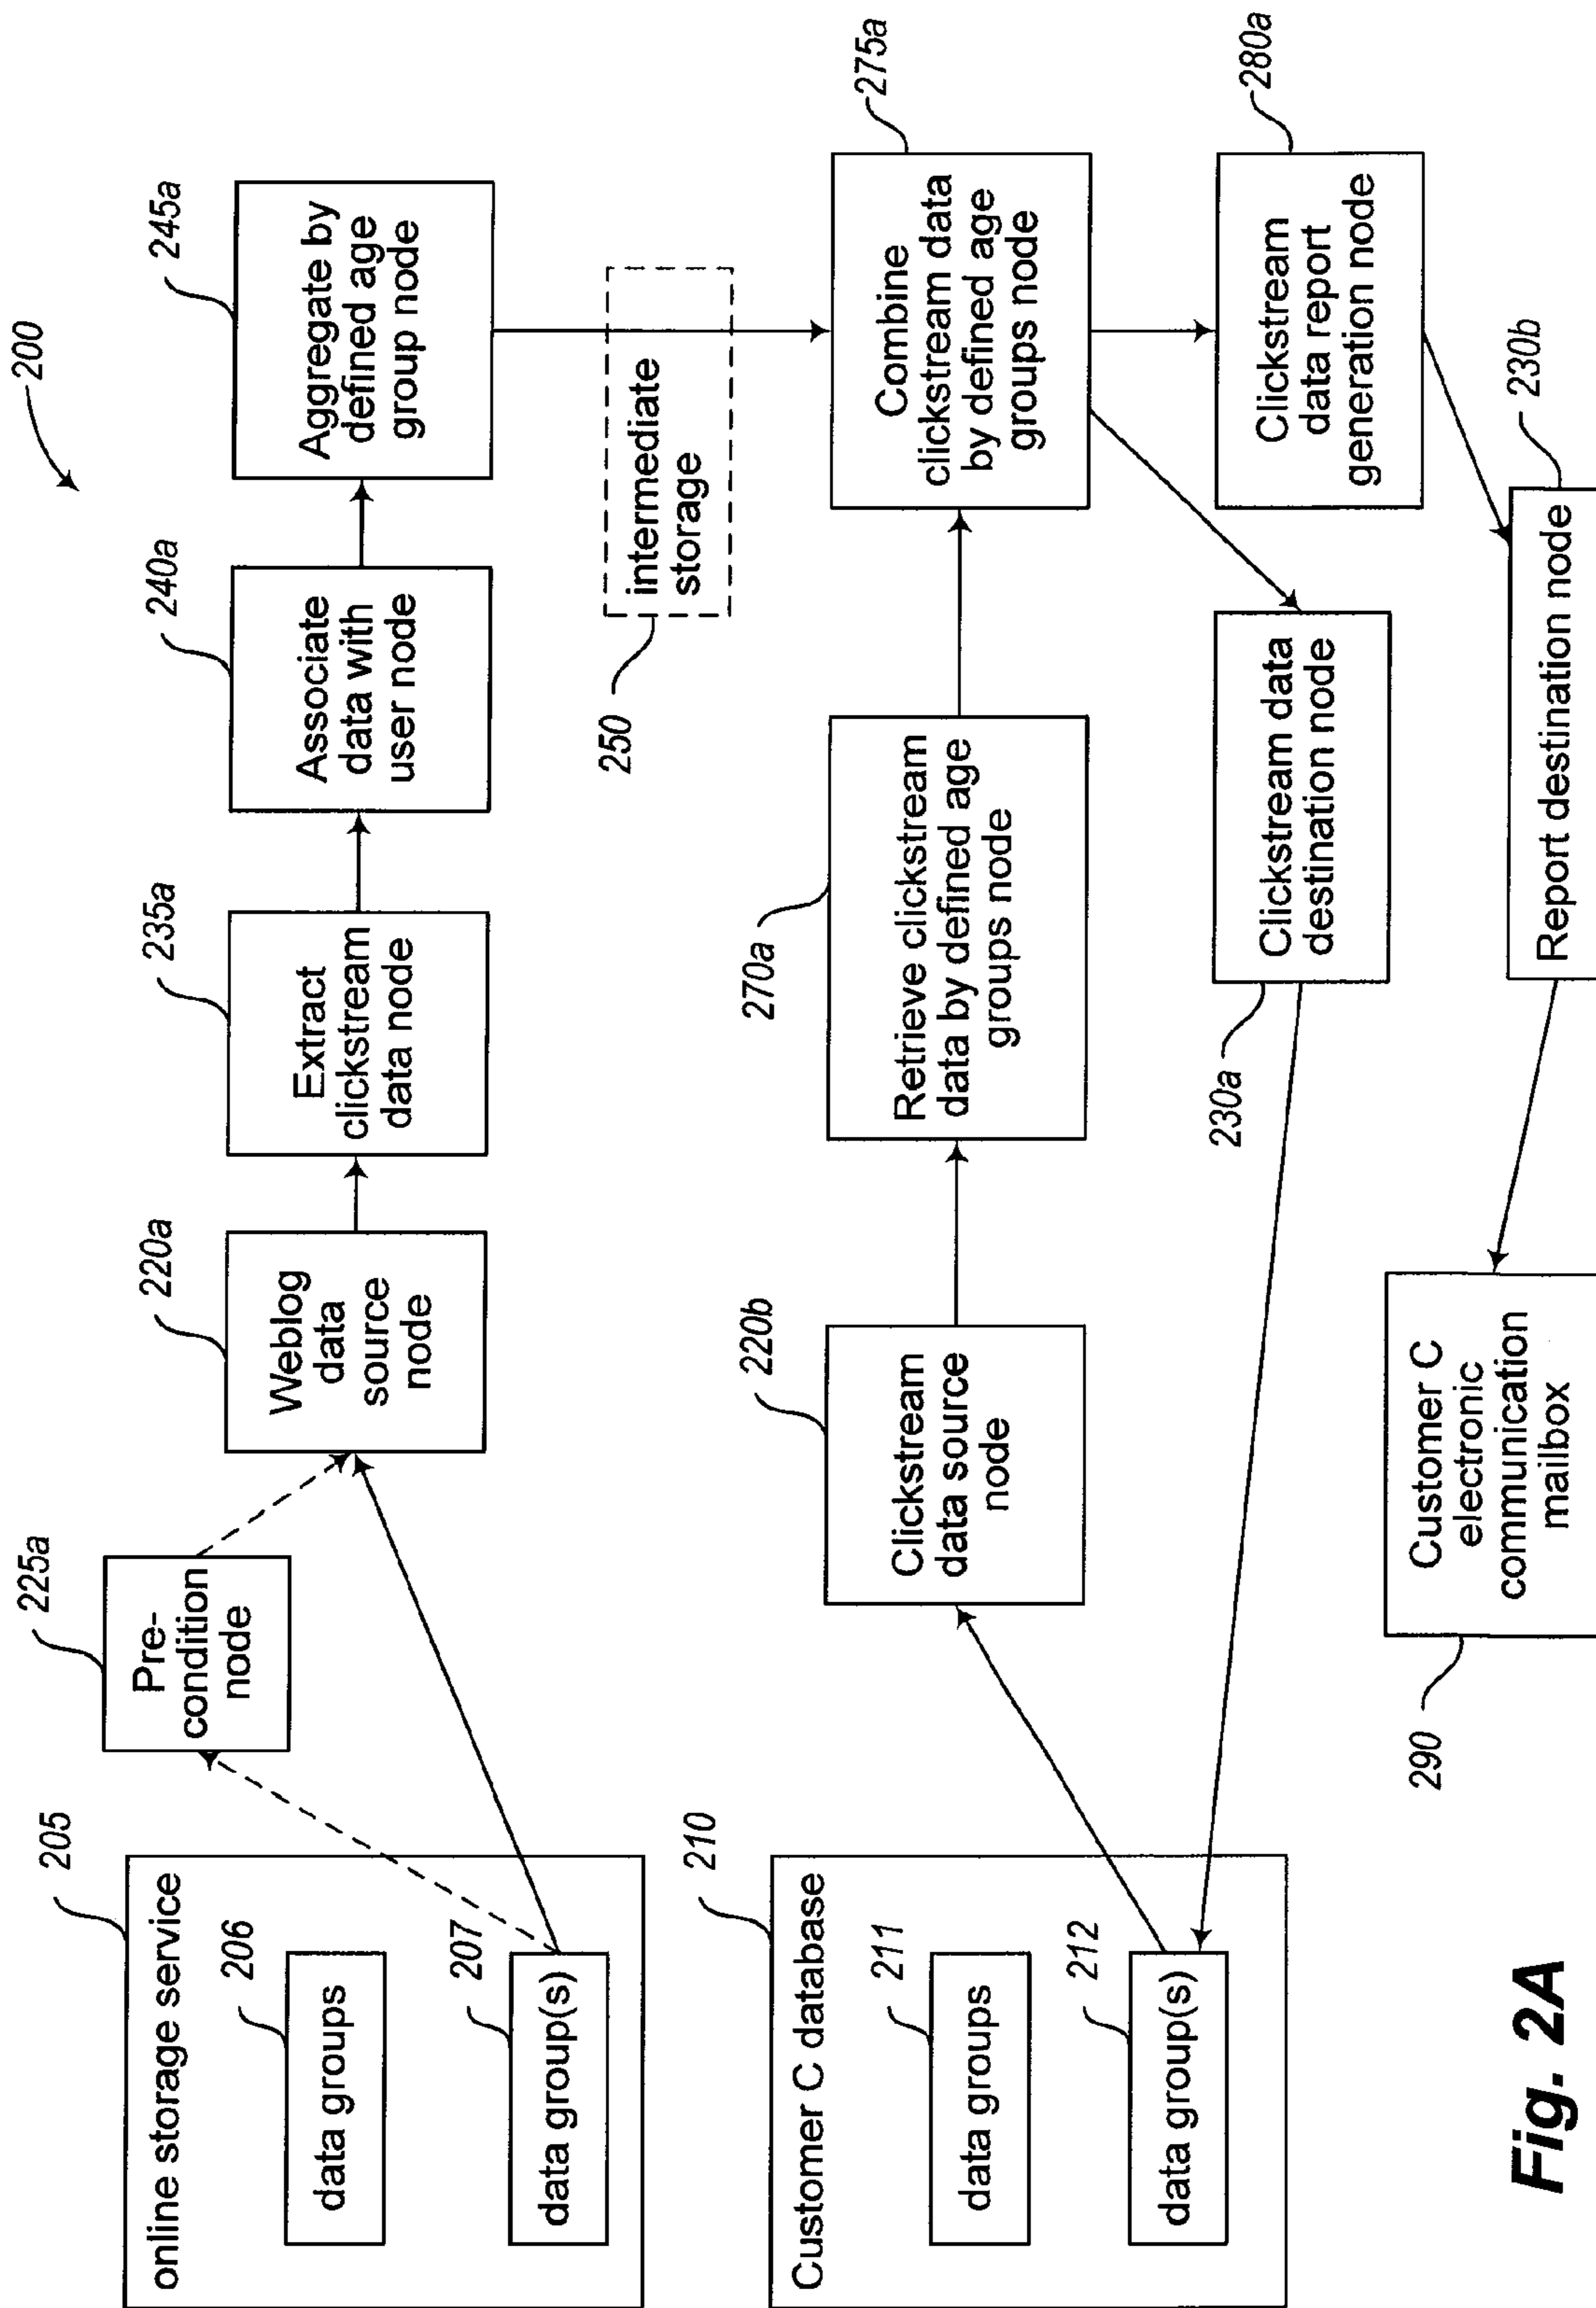 200
205
online storage service
206
data groups
207
data group(s)
225a
Pre-
condition
node
220a
Weblog
data
source
node
235a
Extract
clickstream
data node
240a
Associate
data with
user node
245a
Aggregate by
defined age
group node
intermediate
storage
250
210
Customer C database
211
data groups
212
data group(s)
220b
Clickstream
data source
node
270a
Retrieve clickstream
data by defined age
groups node
275a
Combine
clickstream data
by defined age
groups node
230a
Clickstream data
destination node
280a
Clickstream
data report
generation node
230b
Report destination node
290
Customer C
electronic
communication
mailbox
Fig. 2A